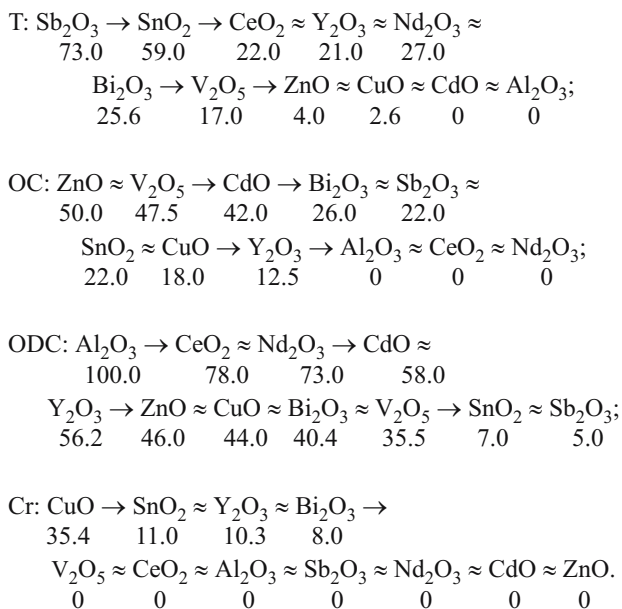 T: Sb₂O₃ → SnO₂ → CeO₂ ≈ Y₂O₃ ≈ Nd₂O₃ ≈
73.0 59.0 22.0 21.0 27.0
Bi₂O₃ → V₂O₅ → ZnO ≈ CuO ≈ CdO ≈ Al₂O₃;
25.6 17.0 4.0 2.6 0 0
OC: ZnO ≈ V₂O₅ → CdO → Bi₂O₃ ≈ Sb₂O₃ ≈
50.0 47.5 42.0 26.0 22.0
SnO₂ ≈ CuO → Y₂O₃ → Al₂O₃ ≈ CeO₂ ≈ Nd₂O₃;
22.0 18.0 12.5 0 0 0
ODC: Al₂O₃ → CeO₂ ≈ Nd₂O₃ → CdO ≈
100.0 78.0 73.0 58.0
Y₂O₃ → ZnO ≈ CuO ≈ Bi₂O₃ ≈ V₂O₅ → SnO₂ ≈ Sb₂O₃;
56.2 46.0 44.0 40.4 35.5 7.0 5.0
Cr: CuO → SnO₂ ≈ Y₂O₃ ≈ Bi₂O₃ →
35.4 11.0 10.3 8.0
V₂O₅ ≈ CeO₂ ≈ Al₂O₃ ≈ Sb₂O₃ ≈ Nd₂O₃ ≈ CdO ≈ ZnO.
0 0 0 0 0 0 0